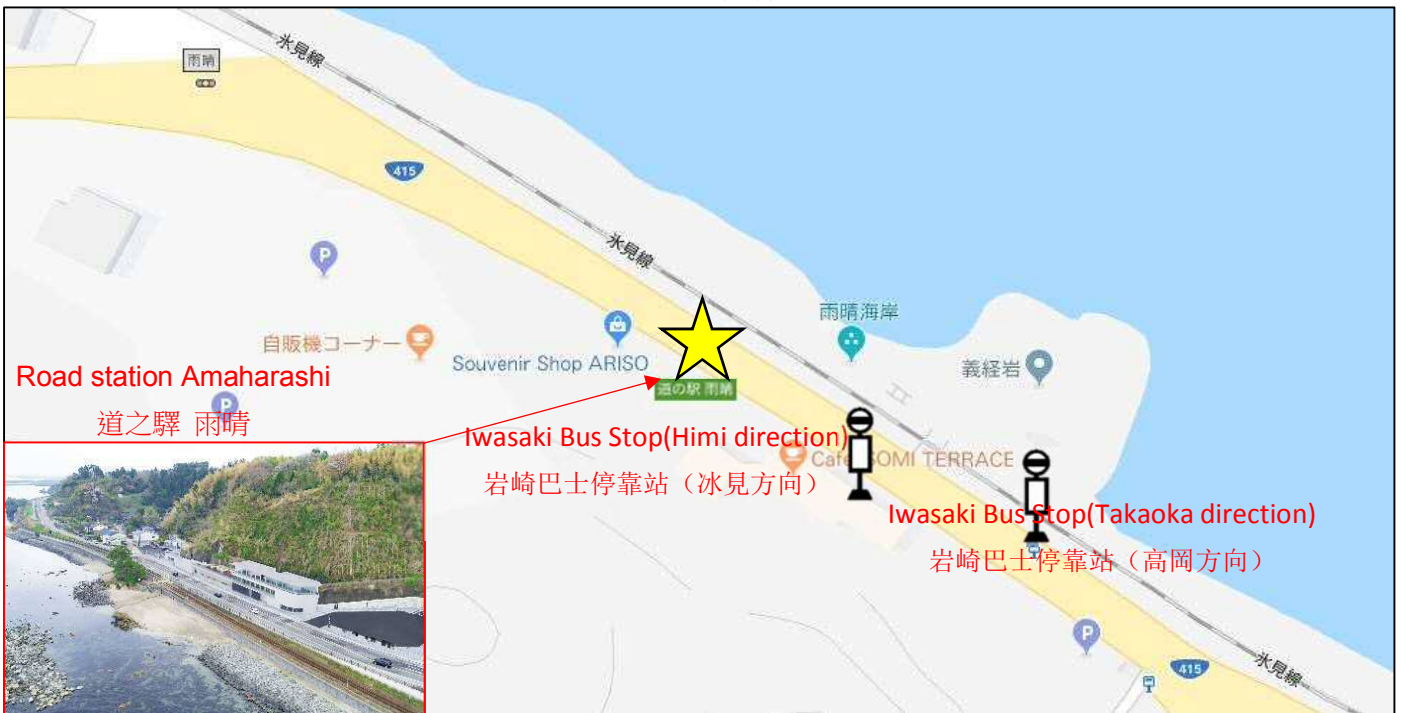 氷見線
雨晴
415
氷見線
P
雨晴海岸
自販機コーナー
Souvenir Shop ARISO
義経岩
Road station Amaharashi
道之驛 雨晴
P
道の駅 雨晴
Iwasaki Bus Stop(Himi direction)
岩崎巴士停靠站（冰見方向）
Café SOMI TERRACE
Iwasaki Bus Stop(Takaoka direction)
岩崎巴士停靠站（高岡方向）
P
415
氷見線